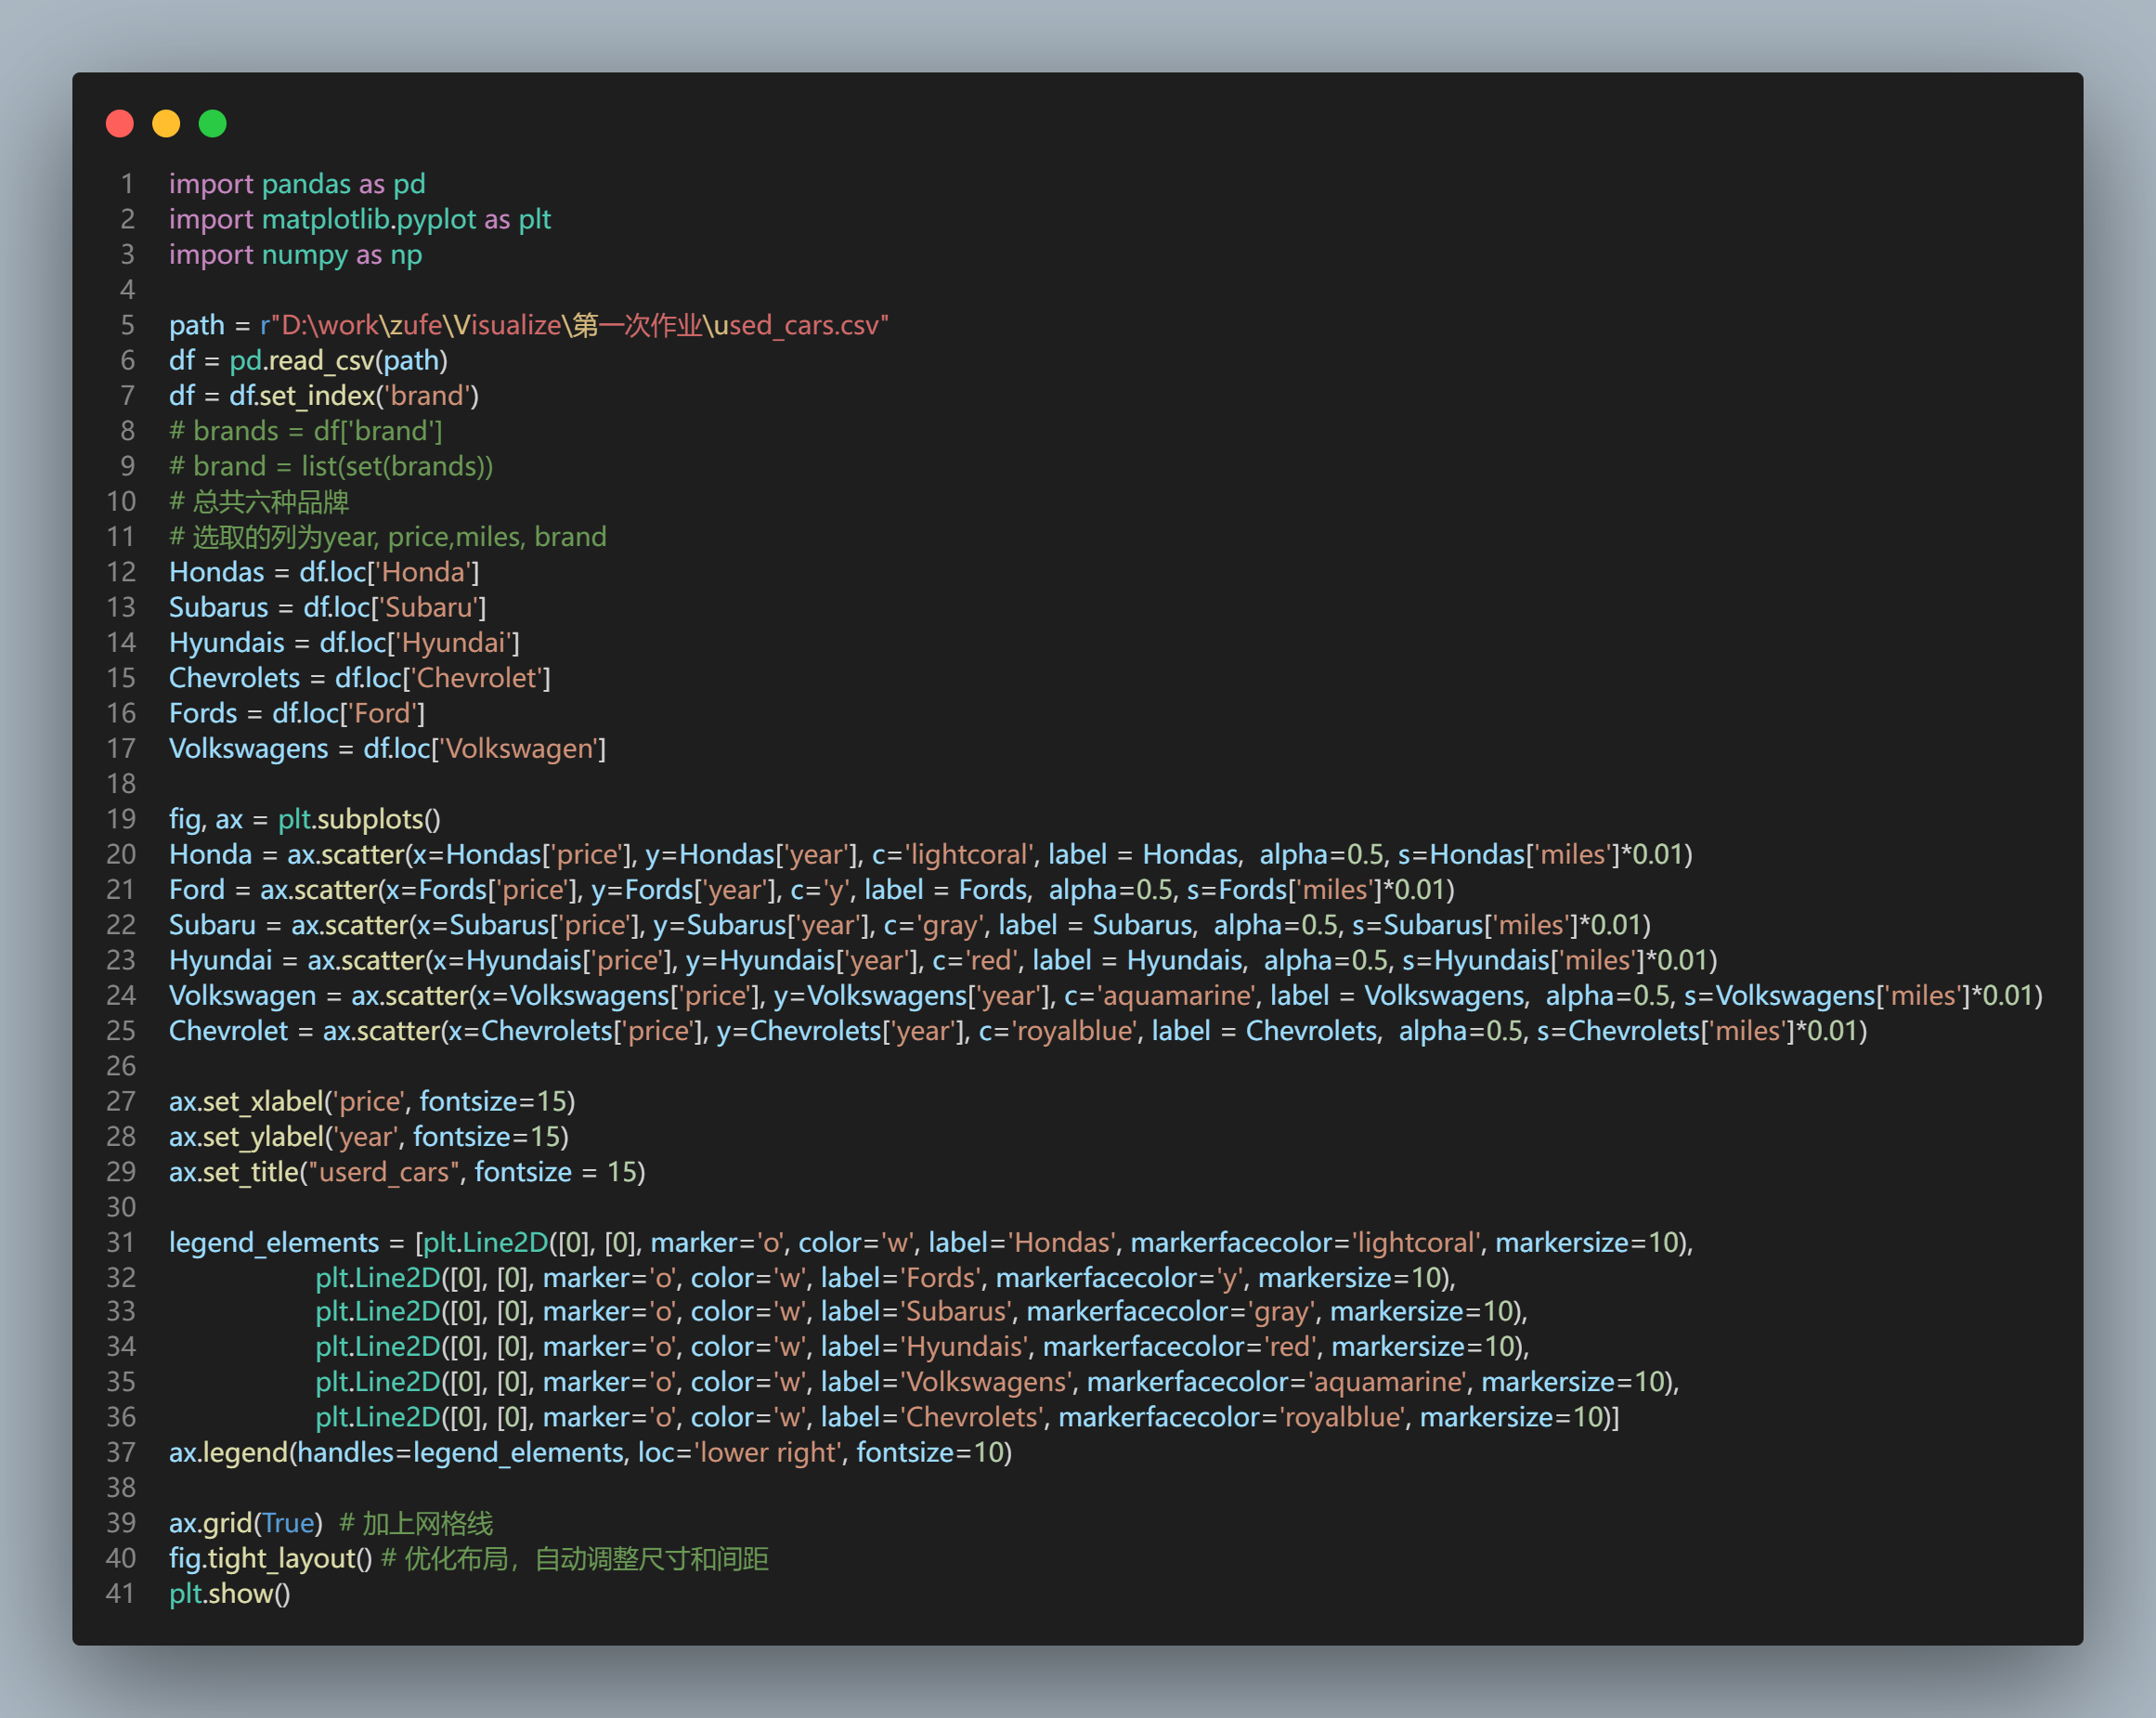 1 import pandas as pd
2 import matplotlib.pyplot as plt
3 import numpy as np
4
5 path = r"D:\work\zufe\Visualize\第一次作业\used_cars.csv"
6 df = pd.read_csv(path)
7 df = df.set_index('brand')
8 # brands = df['brand']
9 # brand = list(set(brands))
10 # 总共六种品牌
11 # 选取的列为year, price,miles, brand
12 Hondas = df.loc['Honda']
13 Subarus = df.loc['Subaru']
14 Hyundais = df.loc['Hyundai']
15 Chevrolets = df.loc['Chevrolet']
16 Fords = df.loc['Ford']
17 Volkswagens = df.loc['Volkswagen']
18
19 fig, ax = plt.subplots()
20 Honda = ax.scatter(x=Hondas['price'], y=Hondas['year'], c='lightcoral', label = Hondas,  alpha=0.5, s=Hondas['miles']*0.01)
21 Ford = ax.scatter(x=Fords['price'], y=Fords['year'], c='y', label = Fords,  alpha=0.5, s=Fords['miles']*0.01)
22 Subaru = ax.scatter(x=Subarus['price'], y=Subarus['year'], c='gray', label = Subarus,  alpha=0.5, s=Subarus['miles']*0.01)
23 Hyundai = ax.scatter(x=Hyundais['price'], y=Hyundais['year'], c='red', label = Hyundais,  alpha=0.5, s=Hyundais['miles']*0.01)
24 Volkswagen = ax.scatter(x=Volkswagens['price'], y=Volkswagens['year'], c='aquamarine', label = Volkswagens,  alpha=0.5, s=Volkswagens['miles']*0.01)
25 Chevrolet = ax.scatter(x=Chevrolets['price'], y=Chevrolets['year'], c='royalblue', label = Chevrolets,  alpha=0.5, s=Chevrolets['miles']*0.01)
26
27 ax.set_xlabel('price', fontsize=15)
28 ax.set_ylabel('year', fontsize=15)
29 ax.set_title("userd_cars", fontsize = 15)
30
31 legend_elements = [plt.Line2D([0], [0], marker='o', color='w', label='Hondas', markerfacecolor='lightcoral', markersize=10),
32                    plt.Line2D([0], [0], marker='o', color='w', label='Fords', markerfacecolor='y', markersize=10),
33                    plt.Line2D([0], [0], marker='o', color='w', label='Subarus', markerfacecolor='gray', markersize=10),
34                    plt.Line2D([0], [0], marker='o', color='w', label='Hyundais', markerfacecolor='red', markersize=10),
35                    plt.Line2D([0], [0], marker='o', color='w', label='Volkswagens', markerfacecolor='aquamarine', markersize=10),
36                    plt.Line2D([0], [0], marker='o', color='w', label='Chevrolets', markerfacecolor='royalblue', markersize=10)]
37 ax.legend(handles=legend_elements, loc='lower right', fontsize=10)
38
39 ax.grid(True)  # 加上网格线
40 fig.tight_layout() # 优化布局，自动调整尺寸和间距
41 plt.show()